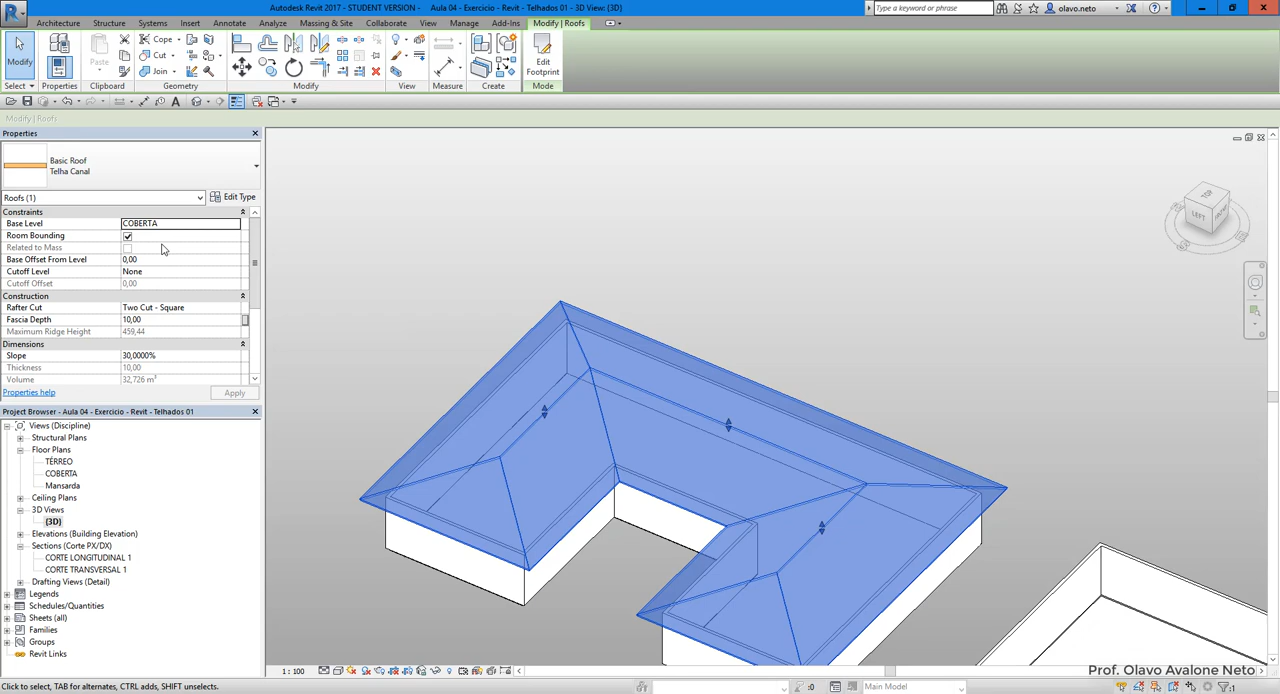 Autodesk Revit 2017 - STUDENT VERSION - Aula 04 - Exercicio - Revit - Telhados 01 - 3D View: {3D}
Type a keyword or phrase
olavo.neto
Architecture Structure Systems Insert Annotate Analyze Massing & Site Collaborate View Manage Add-Ins Modify | Roofs
Modify
Paste
Cope
Cut
Join
Edit
Footprint
Select Properties Clipboard Geometry Modify View Measure Create Mode
Modify | Roofs
Properties
Basic Roof
Telha Canal
Roofs (1)
Edit Type
Constraints
Base Level COBERTA
Room Bounding
Related to Mass
Base Offset From Level 0,00
Cutoff Level None
Cutoff Offset 0,00
Construction
Rafter Cut Two Cut - Square
Fascia Depth 10,00
Maximum Ridge Height 459,44
Dimensions
Slope 30,0000%
Thickness 10,00
Volume 32,726 m³
Properties help
Apply
Project Browser - Aula 04 - Exercicio - Revit - Telhados 01
Views (Discipline)
Structural Plans
Floor Plans
TÉRREO
COBERTA
Mansarda
Ceiling Plans
3D Views
{3D}
Elevations (Building Elevation)
Sections (Corte PX/DX)
CORTE LONGITUDINAL 1
CORTE TRANSVERSAL 1
Drafting Views (Detail)
Legends
Schedules/Quantities
Sheets (all)
Families
Groups
Revit Links
TOP
LEFT
1 : 100
Prof. Olavo Avalone Neto
Click to select, TAB for alternates, CTRL adds, SHIFT unselects.
:0
Main Model
:1